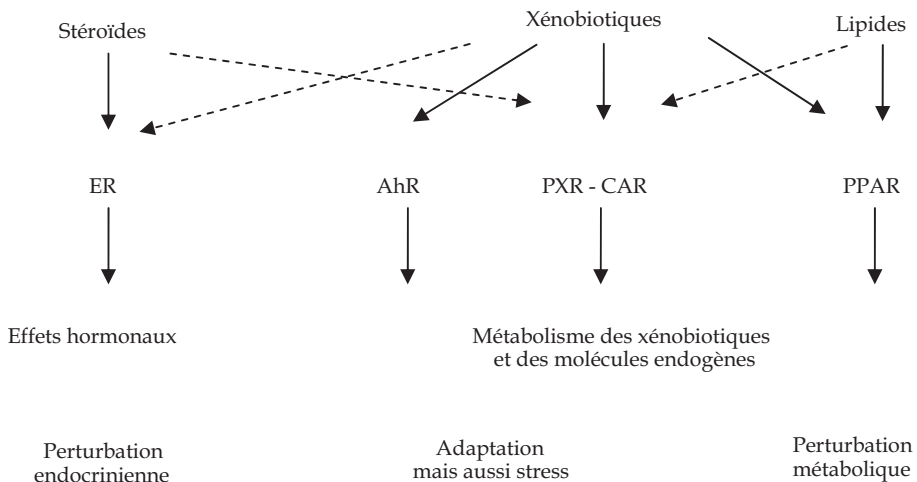 Stéroïdes
Xénobiotiques
Lipides
ER
AhR
PXR - CAR
PPAR
Effets hormonaux
Métabolisme des xénobiotiques
et des molécules endogènes
Perturbation
endocrinienne
Adaptation
mais aussi stress
Perturbation
métabolique